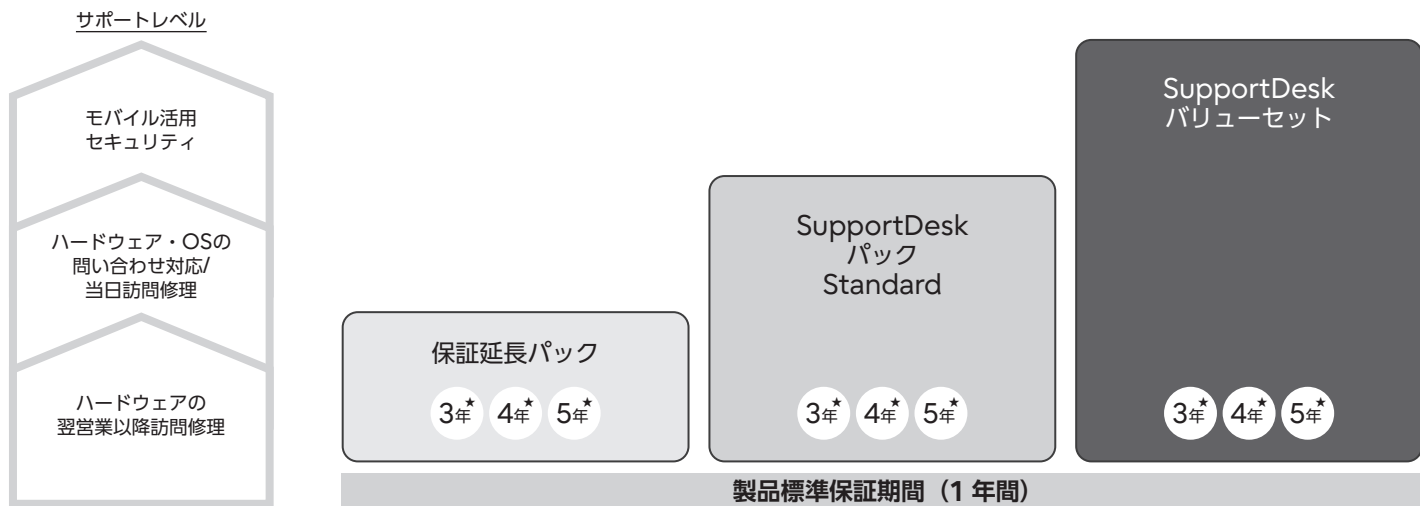 サポートレベル
モバイル活用
セキュリティ
ハードウェア・OSの
問い合わせ対応/
当日訪問修理
ハードウェアの
翌営業以降訪問修理
保証延長パック
3年★ 4年★ 5年★
SupportDesk
パック
Standard
3年★ 4年★ 5年★
SupportDesk
バリューセット
3年★ 4年★ 5年★
製品標準保証期間（1 年間）